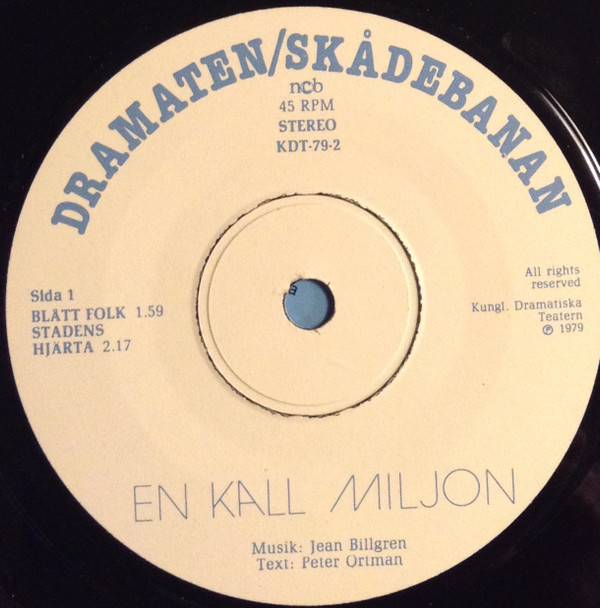 DRAMATEN/SKÅDEBANAN
ncb
45 RPM
STEREO
KDT-79-2
Sida 1
BLÅTT FOLK 1.59
STADENS
HJÄRTA 2.17
All rights
reserved
Kungl. Dramatiska
Teatern
℗ 1979
EN KALL MILJON
Musik: Jean Billgren
Text: Peter Ortman